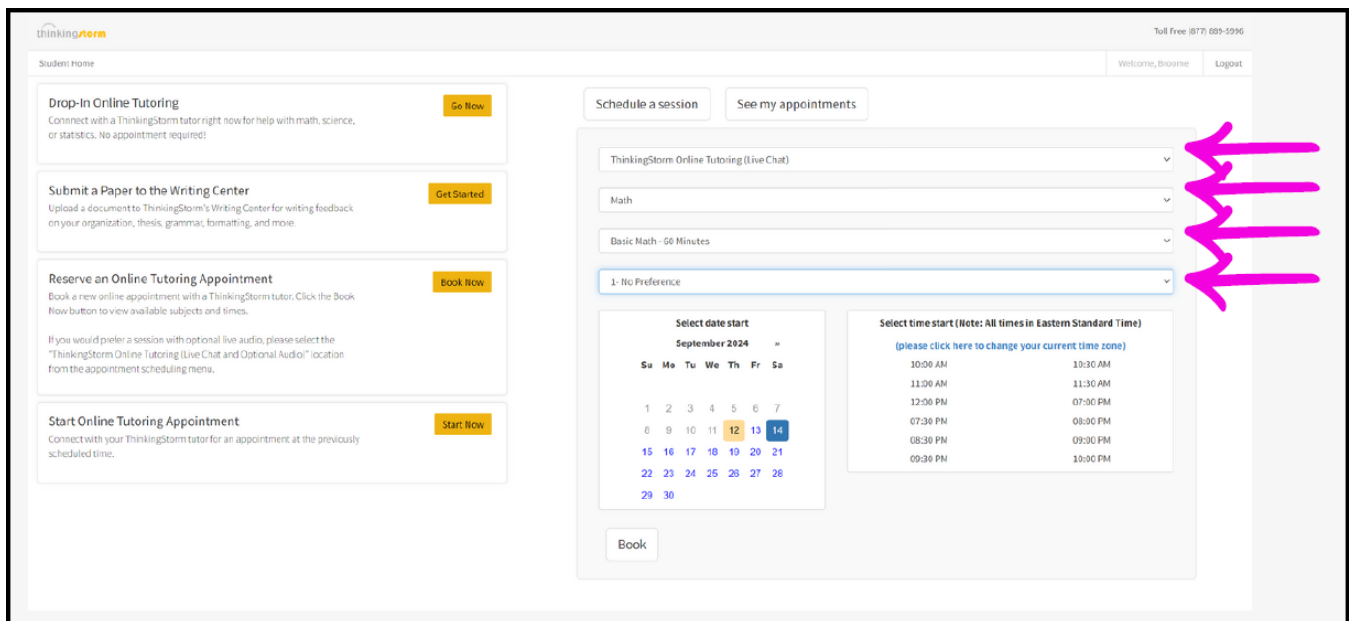 thinkingstorm
Toll Free (877) 889-5996
Student Home
Welcome, Broome
Logout
Drop-In Online Tutoring
Go Now
Connnect with a ThinkingStorm tutor right now for help with math, science,
or statistics. No appointment required!
Submit a Paper to the Writing Center
Get Started
Upload a document to ThinkingStorm's Writing Center for writing feedback
on your organization, thesis, grammar, formatting, and more.
Reserve an Online Tutoring Appointment
Book Now
Book a new online appointment with a ThinkingStorm tutor. Click the Book
Now button to view available subjects and times.
If you would prefer a session with optional live audio, please select the
"ThinkingStorm Online Tutoring (Live Chat and Optional Audio)" location
from the appointment scheduling menu.
Start Online Tutoring Appointment
Start Now
Connect with your ThinkingStorm tutor for an appointment at the previously
scheduled time.
Schedule a session
See my appointments
ThinkingStorm Online Tutoring (Live Chat)
Math
Basic Math - 60 Minutes
1- No Preference
Select date start
September 2024 »
Su Mo Tu We Th Fr Sa
1 2 3 4 5 6 7
8 9 10 11 12 13 14
15 16 17 18 19 20 21
22 23 24 25 26 27 28
29 30
Select time start (Note: All times in Eastern Standard Time)
(please click here to change your current time zone)
10:00 AM 10:30 AM
11:00 AM 11:30 AM
12:00 PM 07:00 PM
07:30 PM 08:00 PM
08:30 PM 09:00 PM
09:30 PM 10:00 PM
Book